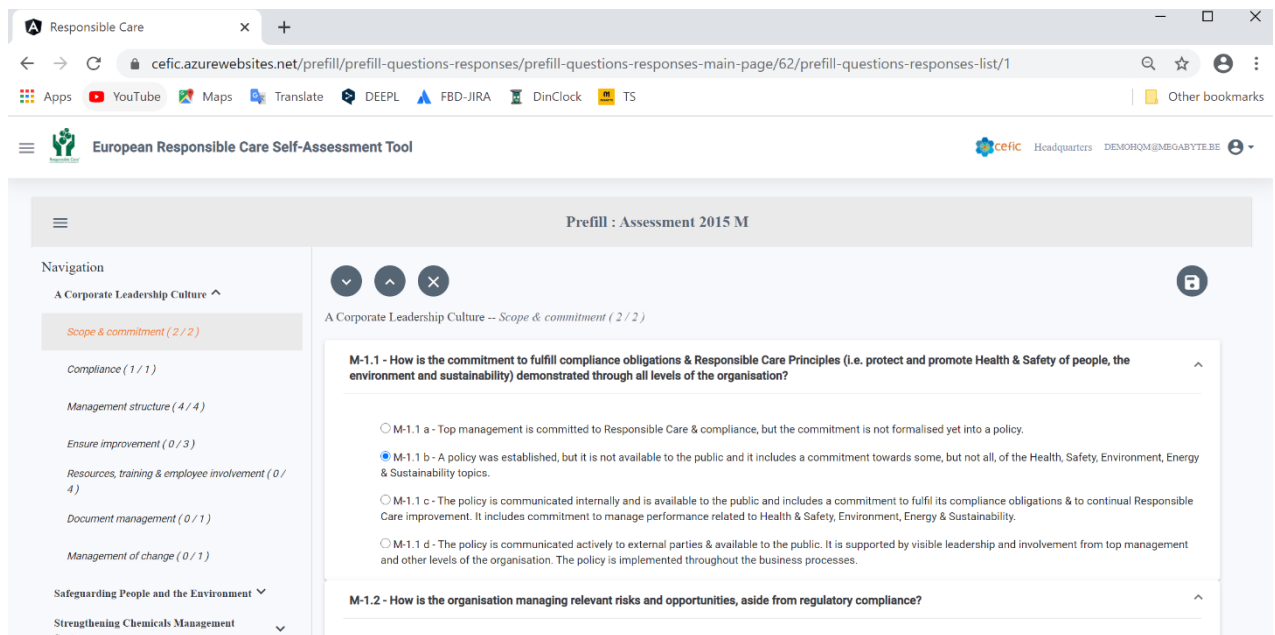 Responsible Care
cefic.azurewebsites.net/prefill/prefill-questions-responses/prefill-questions-responses-main-page/62/prefill-questions-responses-list/1
Apps YouTube Maps Translate DEEPL FBD-JIRA DinClock TS Other bookmarks
European Responsible Care Self-Assessment Tool
cefic Headquarters DEMOHQM@MEGABYTE.BE
Prefill : Assessment 2015 M
Navigation
A Corporate Leadership Culture
Scope & commitment ( 2 / 2 )
Compliance ( 1 / 1 )
Management structure ( 4 / 4 )
Ensure improvement ( 0 / 3 )
Resources, training & employee involvement ( 0 /
4 )
Document management ( 0 / 1 )
Management of change ( 0 / 1 )
Safeguarding People and the Environment
Strengthening Chemicals Management
A Corporate Leadership Culture -- Scope & commitment ( 2 / 2 )
M-1.1 - How is the commitment to fulfill compliance obligations & Responsible Care Principles (i.e. protect and promote Health & Safety of people, the
environment and sustainability) demonstrated through all levels of the organisation?
M-1.1 a - Top management is committed to Responsible Care & compliance, but the commitment is not formalised yet into a policy.
M-1.1 b - A policy was established, but it is not available to the public and it includes a commitment towards some, but not all, of the Health, Safety, Environment, Energy
& Sustainability topics.
M-1.1 c - The policy is communicated internally and is available to the public and includes a commitment to fulfil its compliance obligations & to continual Responsible
Care improvement. It includes commitment to manage performance related to Health & Safety, Environment, Energy & Sustainability.
M-1.1 d - The policy is communicated actively to external parties & available to the public. It is supported by visible leadership and involvement from top management
and other levels of the organisation. The policy is implemented throughout the business processes.
M-1.2 - How is the organisation managing relevant risks and opportunities, aside from regulatory compliance?